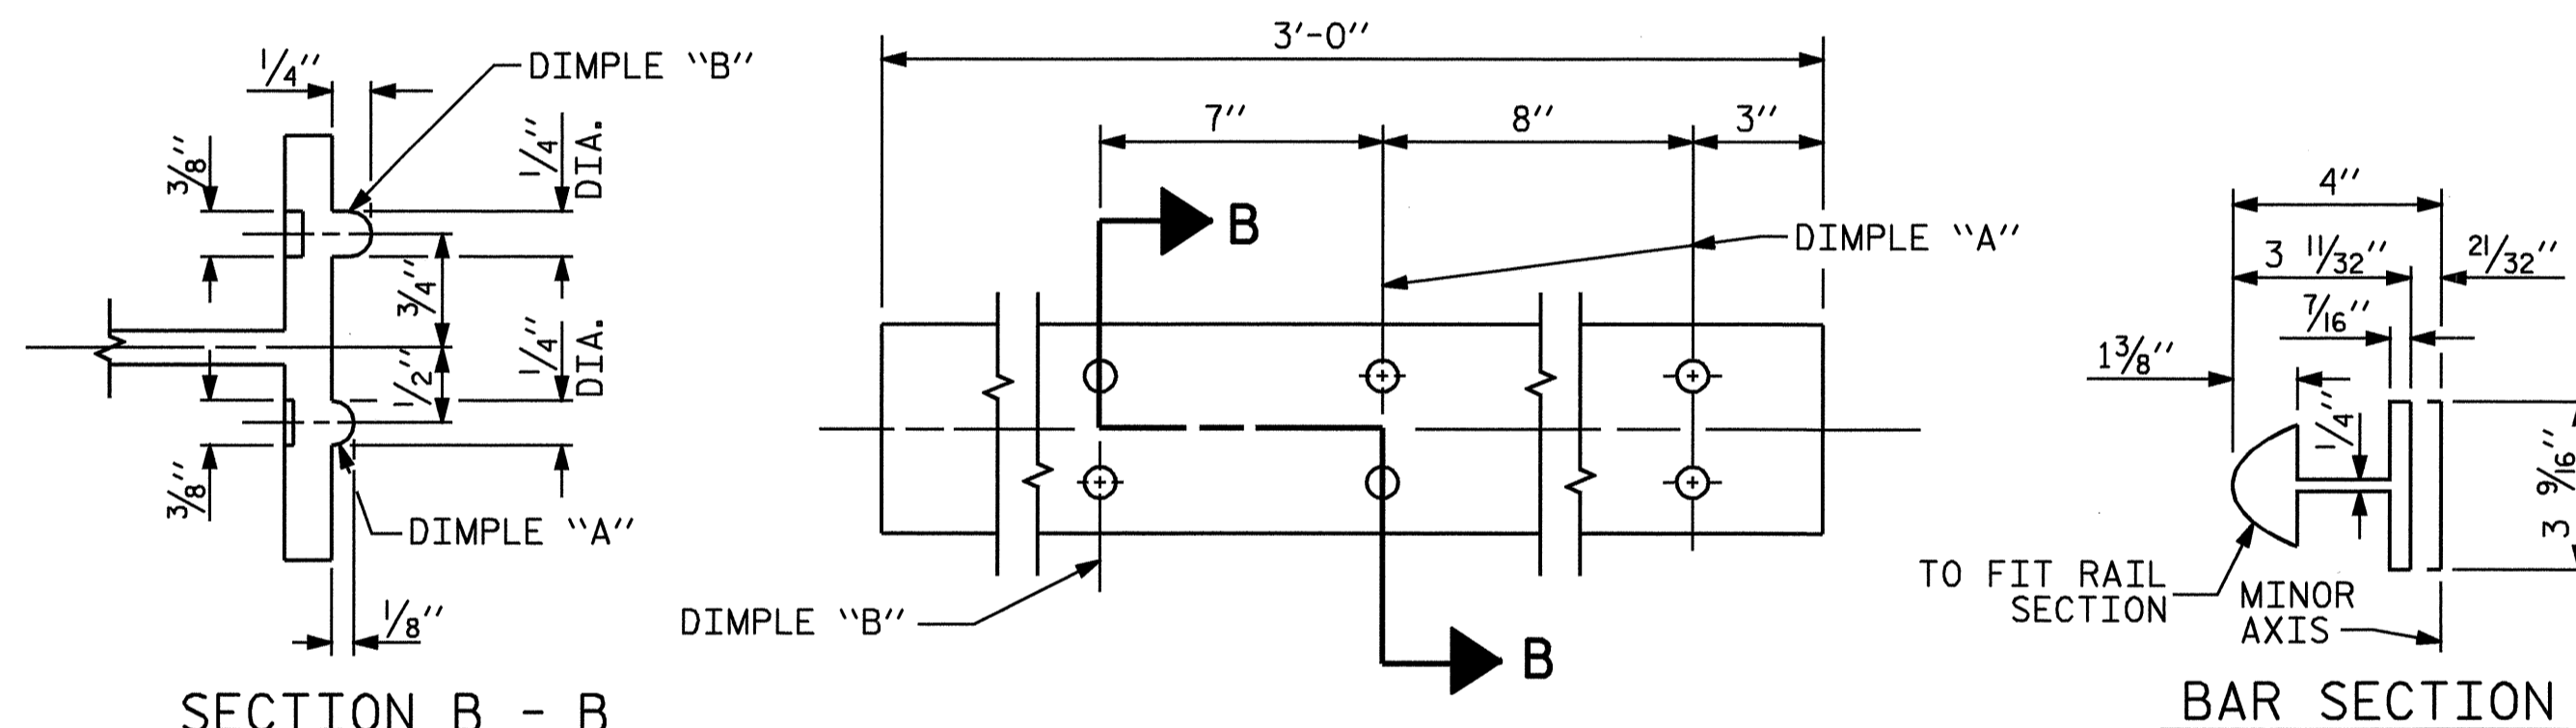 1/4"
DIMPLE "B"
3/8"
1/4" DIA.
3/4"
1/2"
1/4" DIA.
3/8"
DIMPLE "A"
1/8"
SECTION B - B
3'-0"
7"
8"
3"
B
DIMPLE "A"
DIMPLE "B"
B
4"
3 11/32"
21/32"
7/16"
1 3/8"
1/4"
3 9/16"
TO FIT RAIL
SECTION
MINOR
AXIS
BAR SECTION